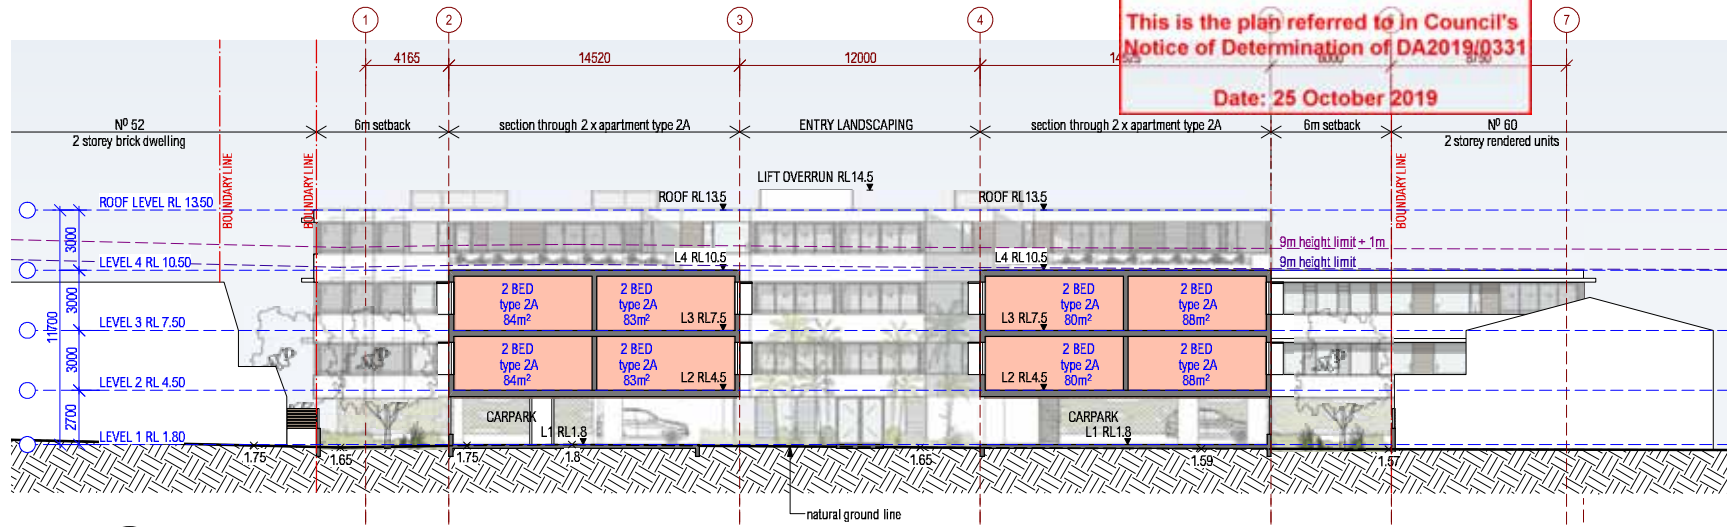 This is the plan referred to in Council's
Notice of Determination of DA2019/0331
Date: 25 October 2019
1
2
3
4
5
6
7
4165
14520
12000
14525
6000
8750
Nº 52
2 storey brick dwelling
6m setback
section through 2 x apartment type 2A
ENTRY LANDSCAPING
section through 2 x apartment type 2A
6m setback
Nº 60
2 storey rendered units
BOUNDARY LINE
BOUNDARY LINE
BOUNDARY LINE
LIFT OVERRUN RL14.5
ROOF LEVEL RL 13.50
ROOF RL13.5
ROOF RL13.5
9m height limit + 1m
9m height limit
LEVEL 4 RL 10.50
L4 RL10.5
L4 RL10.5
3000
3000
3000
2700
11700
2 BED
type 2A
84m²
2 BED
type 2A
83m²
L3 RL7.5
2 BED
type 2A
80m²
L3 RL7.5
2 BED
type 2A
88m²
LEVEL 3 RL 7.50
2 BED
type 2A
84m²
2 BED
type 2A
83m²
L2 RL4.5
2 BED
type 2A
80m²
L2 RL4.5
2 BED
type 2A
88m²
LEVEL 2 RL 4.50
CARPARK
L1 RL1.8
CARPARK
L1 RL1.8
LEVEL 1 RL 1.80
1.75
1.65
1.75
1.8
1.65
1.59
1.57
natural ground line